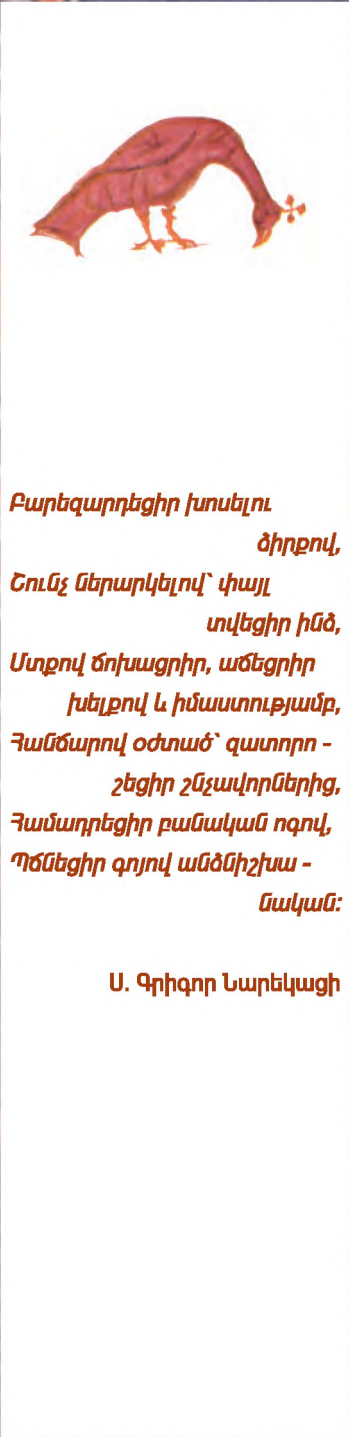 Բարեզարդեցիր խոսելու
ձիրքով,
Շունչ ներարկելով՝ փայլ
տվեցիր ինձ,
Մտքով ճոխացրիր, աճեցրիր
խելքով և իմաստությամբ,
Հանճարով օժտած՝ զատորո -
շեցիր շնչավորներից,
Համադրեցիր բանական ոգով,
Պճնեցիր գոյով անձնիշխա -
նական:
Ս. Գրիգոր Նարեկացի